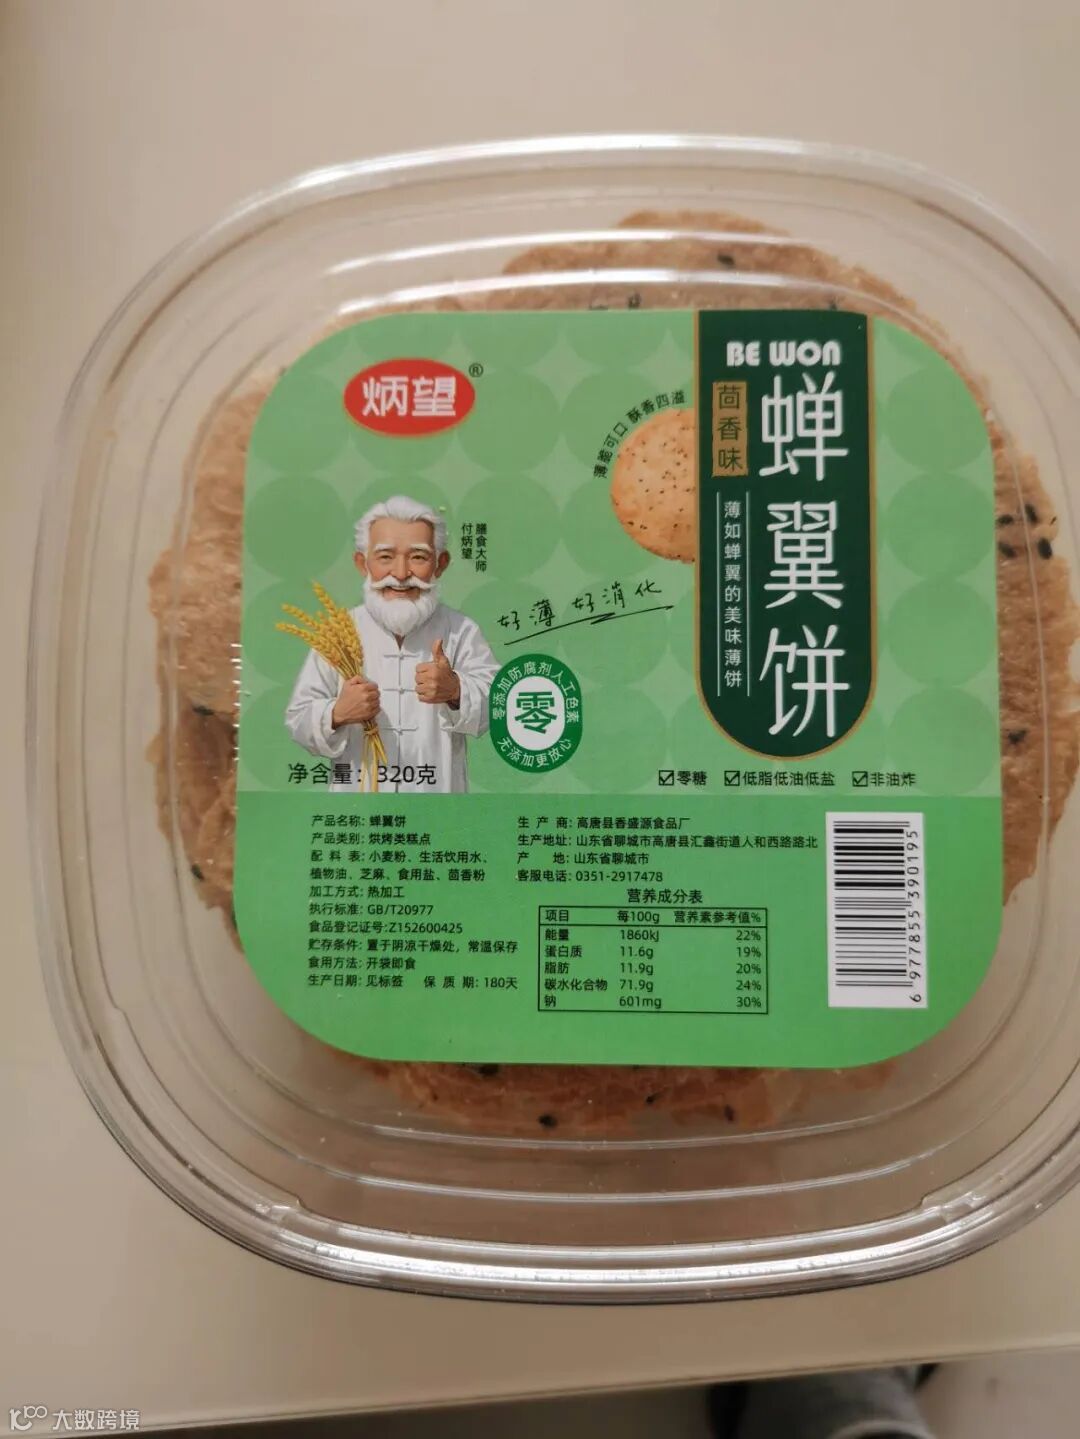 BE WON
炳望®
茴香味
蝉翼饼
薄如蝉翼的美味薄饼
薄脆可口 酥香四溢
膳食大师
付炳望
好薄 好消化
零添加防腐剂人工色素
零
无添加更放心
净含量：320克
☑零糖 ☑低脂低油低盐 ☑非油炸
产品名称: 蝉翼饼
产品类别: 烘烤类糕点
配 料 表: 小麦粉、生活饮用水、
植物油、芝麻、食用盐、茴香粉
加工方式: 热加工
执行标准: GB/T20977
食品登记证号:Z152600425
贮存条件: 置于阴凉干燥处，常温保存
食用方法: 开袋即食
生产日期: 见标签 保 质 期: 180天
生 产 商: 高唐县香盛源食品厂
生产地址: 山东省聊城市高唐县汇鑫街道人和西路路北
产 地: 山东省聊城市
客服电话: 0351-2917478
营养成分表
项目 每100g 营养素参考值%
能量 1860kJ 22%
蛋白质 11.6g 19%
脂肪 11.9g 20%
碳水化合物 71.9g 24%
钠 601mg 30%
6 977855 390195
大数跨境